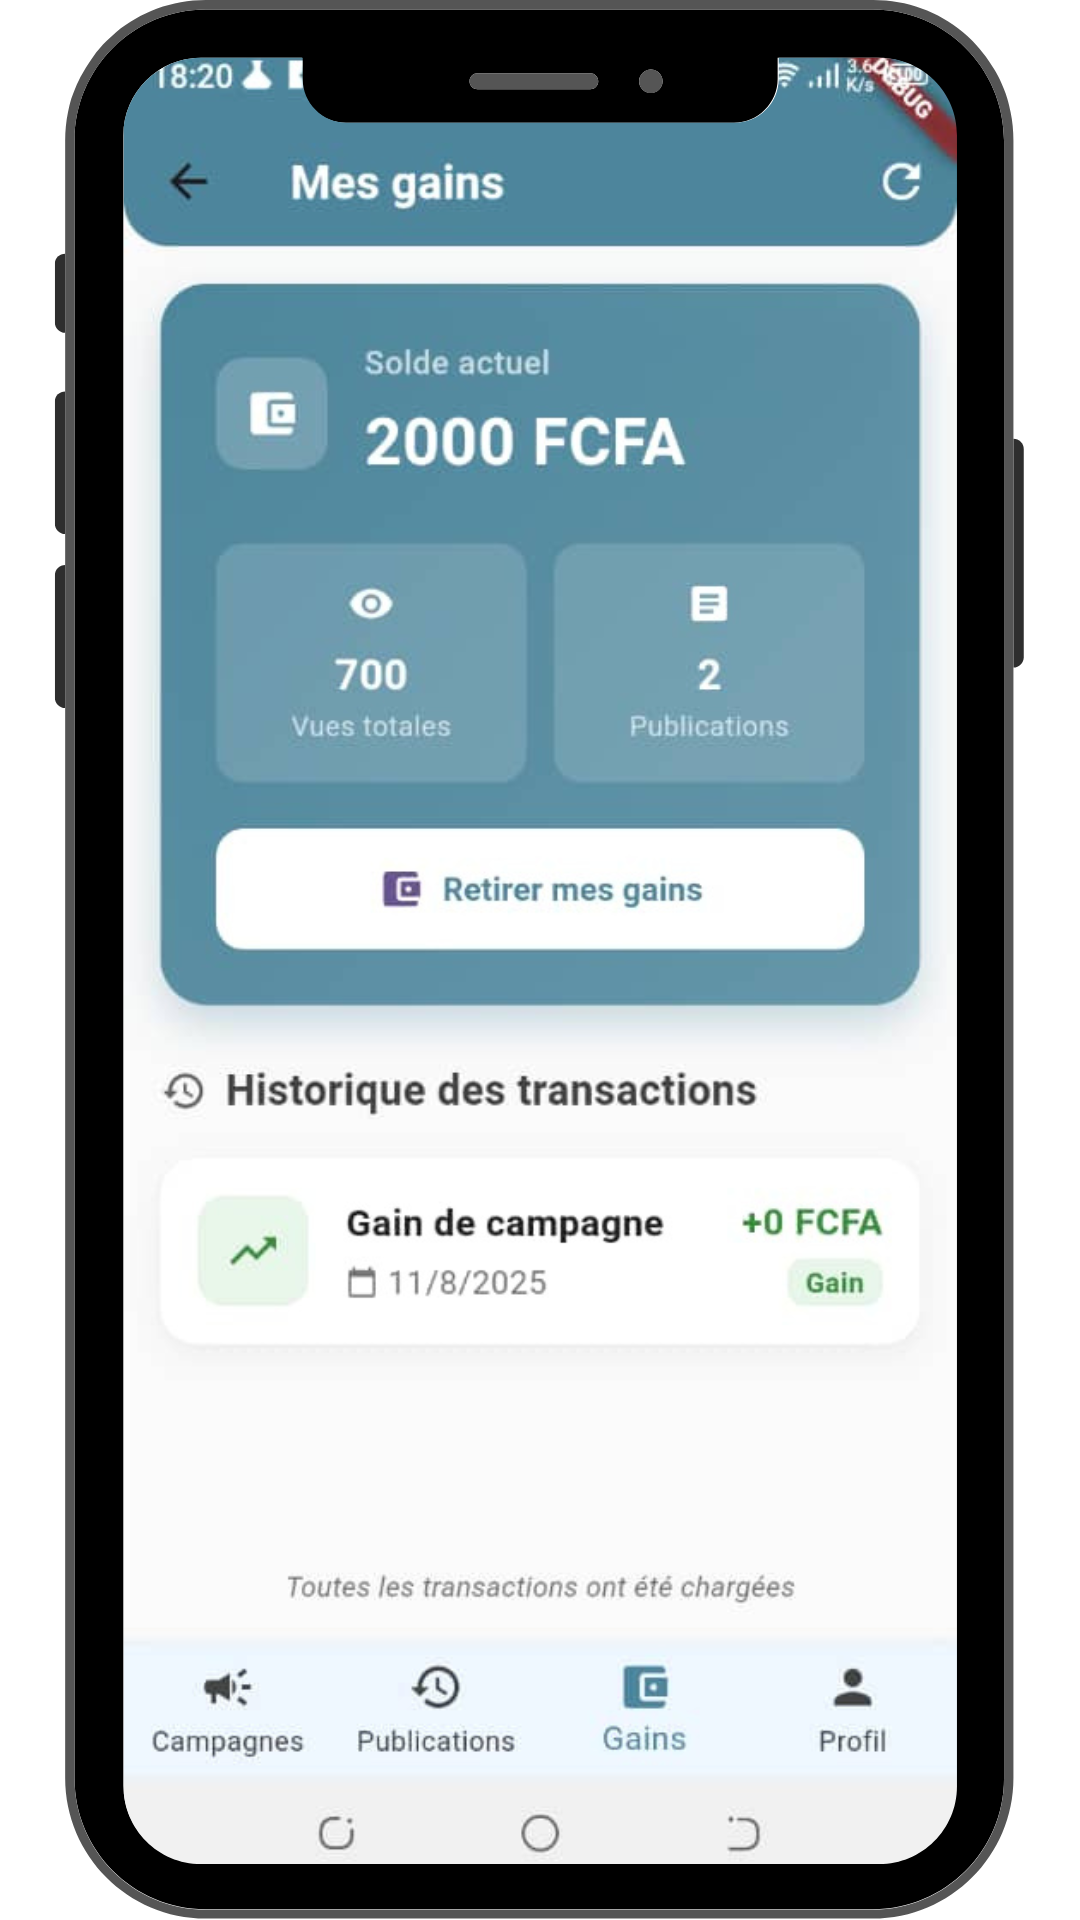 18:20
3.6
K/s
100
DEBUG
Mes gains
Solde actuel
2000 FCFA
700
Vues totales
2
Publications
Retirer mes gains
Historique des transactions
Gain de campagne
+0 FCFA
11/8/2025
Gain
Toutes les transactions ont été chargées
Campagnes
Publications
Gains
Profil